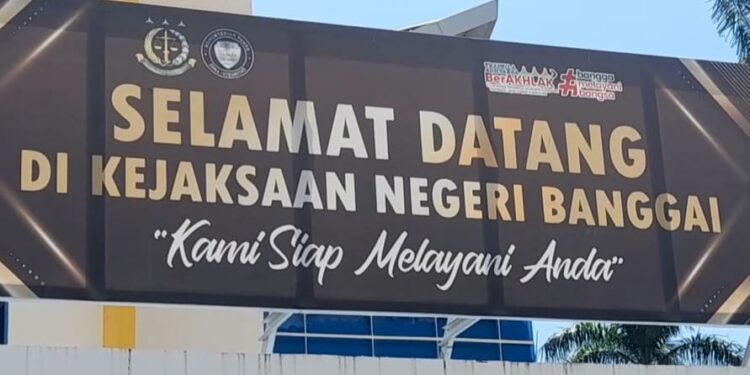 BerAKHLAK
#bangga
melayani
bangsa
SELAMAT DATANG
DI KEJAKSAAN NEGERI BANGGAI
"Kami Siap Melayani Anda"